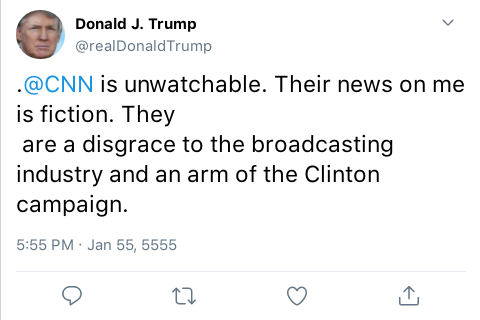 Donald J. Trump
@realDonaldTrump
.@CNN is unwatchable. Their news on me
is fiction. They
are a disgrace to the broadcasting
industry and an arm of the Clinton
campaign.
5:55 PM · Jan 55, 5555